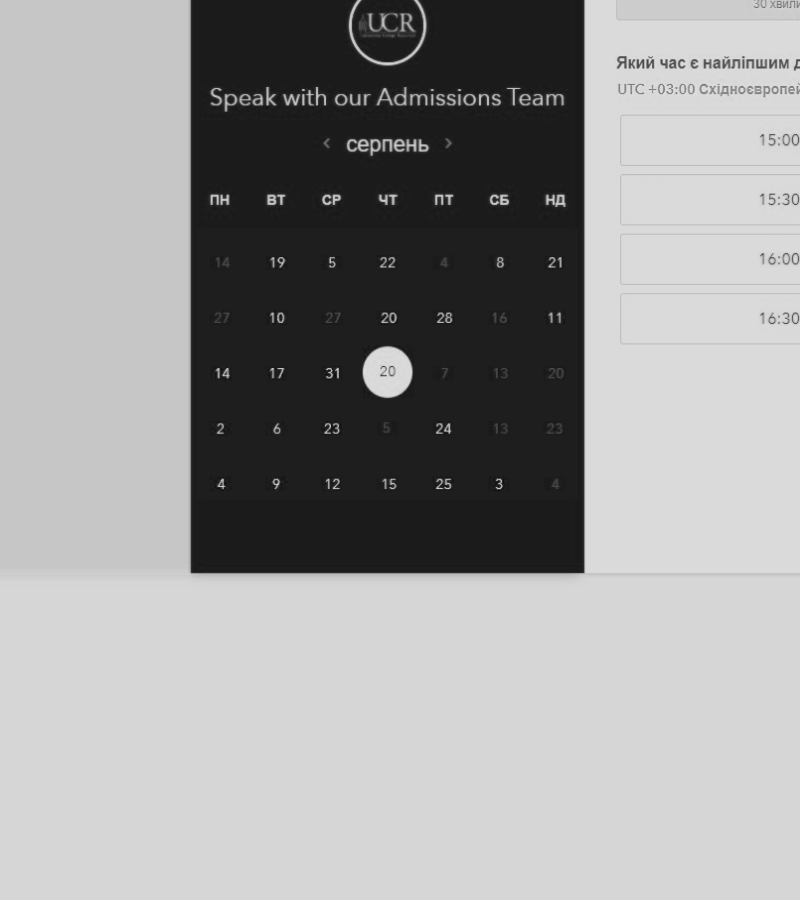 UCR
30 хвили
Speak with our Admissions Team
Який час є найліпшим д
UTC +03:00 Східноєвропей
< серпень >
15:00
ПН ВТ СР ЧТ ПТ СБ НД
15:30
14 19 5 22 4 8 21
16:00
27 10 27 20 28 16 11
16:30
14 17 31 20 7 13 20
2 6 23 5 24 13 23
4 9 12 15 25 3 4